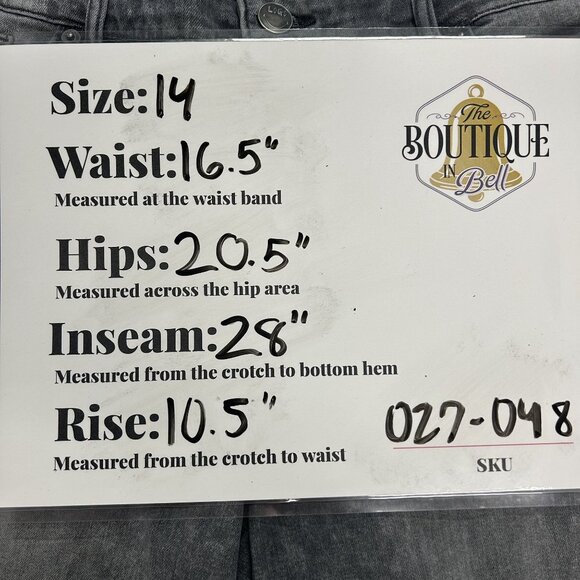 Size: 14
Waist: 16.5"
Measured at the waist band
Hips: 20.5"
Measured across the hip area
Inseam: 28"
Measured from the crotch to bottom hem
Rise: 10.5"
Measured from the crotch to waist
The
BOUTIQUE
IN
Bell
027-048
SKU